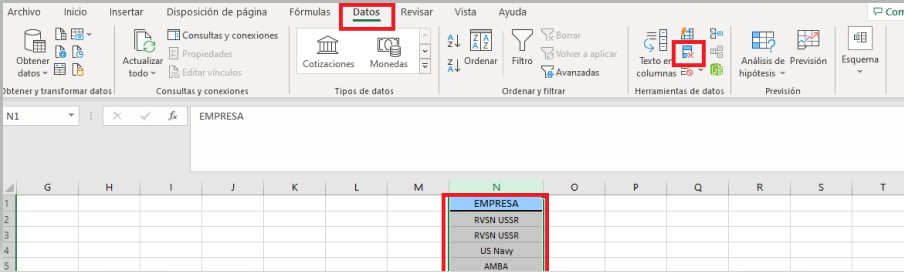 Archivo Inicio Insertar Disposición de página Fórmulas Datos Revisar Vista Ayuda Com
Obtener datos
Actualizar todo
Consultas y conexiones
Propiedades
Editar vínculos
Cotizaciones Monedas
Ordenar
Filtro
Borrar
Volver a aplicar
Avanzadas
Texto en columnas
Análisis de hipótesis
Previsión
Esquema
Obtener y transformar datos Consultas y conexiones Tipos de datos Ordenar y filtrar Herramientas de datos Previsión
N1 fx EMPRESA
G H I J K L M N O P Q R S T
1 EMPRESA
2 RVSN USSR
3 RVSN USSR
4 US Navy
5 AMBA